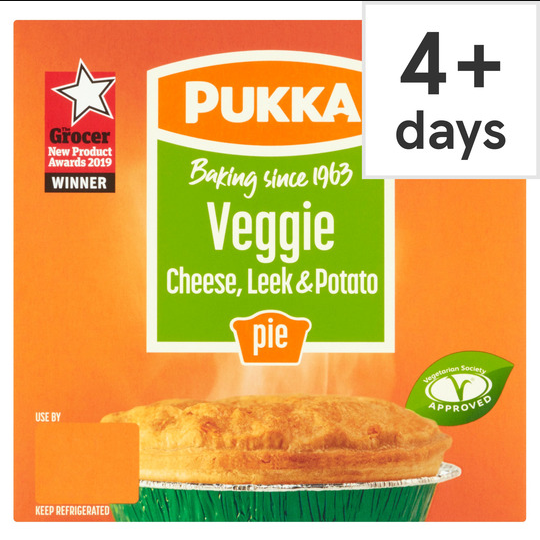 4+
days
PUKKA
The
Grocer
New Product
Awards 2019
WINNER
Baking since 1963
Veggie
Cheese, Leek & Potato
pie
Vegetarian Society
V
APPROVED
USE BY
KEEP REFRIGERATED